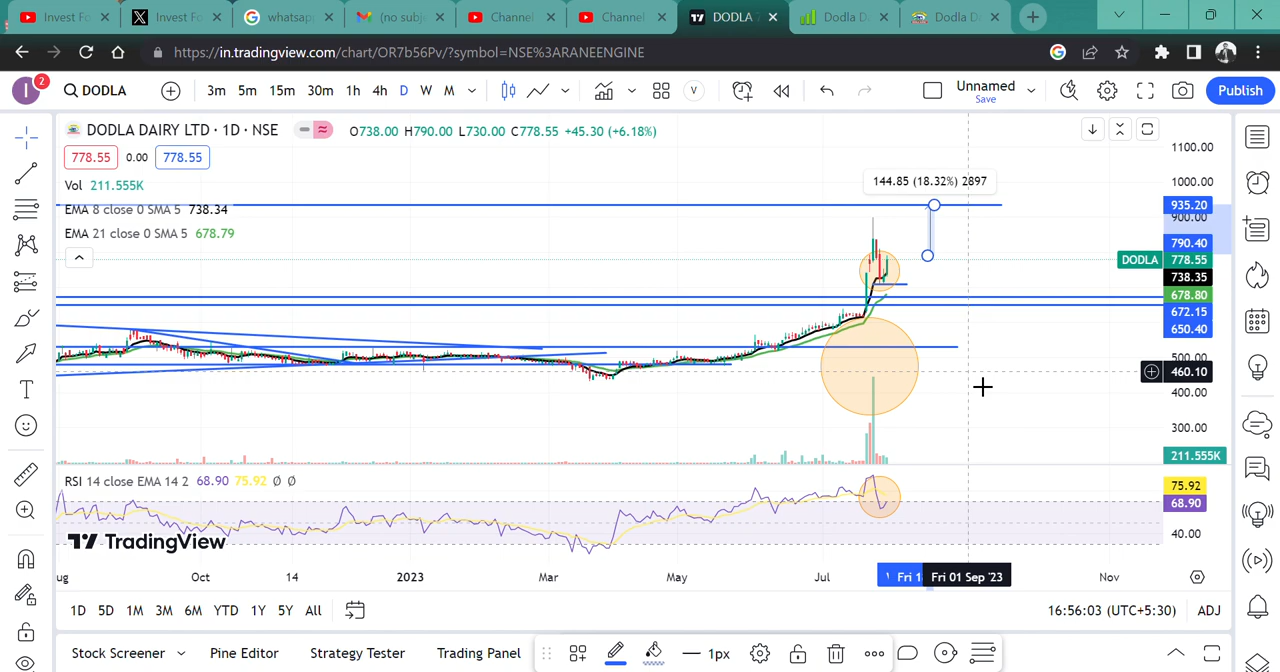 Invest Fo
Invest Fo
whatsap
(no subj
Channel
Channel
DODLA
Dodla D
Dodla D
https://in.tradingview.com/chart/OR7b56Pv/?symbol=NSE%3ARANEENGINE
I 2 DODLA 3m 5m 15m 30m 1h 4h D W M V Unnamed Save Publish
DODLA DAIRY LTD · 1D · NSE O738.00 H790.00 L730.00 C778.55 +45.30 (+6.18%)
778.55 0.00 778.55
Vol 211.555K
EMA 8 close 0 SMA 5 738.34
EMA 21 close 0 SMA 5 678.79
144.85 (18.32%) 2897
1100.00
1000.00
935.20
900.00
790.40
DODLA 778.55
738.35
678.80
672.15
650.40
500.00
460.10
400.00
300.00
211.555K
RSI 14 close EMA 14 2 68.90 75.92 Ø Ø
75.92
68.90
40.00
TradingView
ug Oct 14 2023 Mar May Jul Fri 1 Fri 01 Sep '23 Nov
1D 5D 1M 3M 6M YTD 1Y 5Y All 16:56:03 (UTC+5:30) ADJ
Stock Screener Pine Editor Strategy Tester Trading Panel 1px